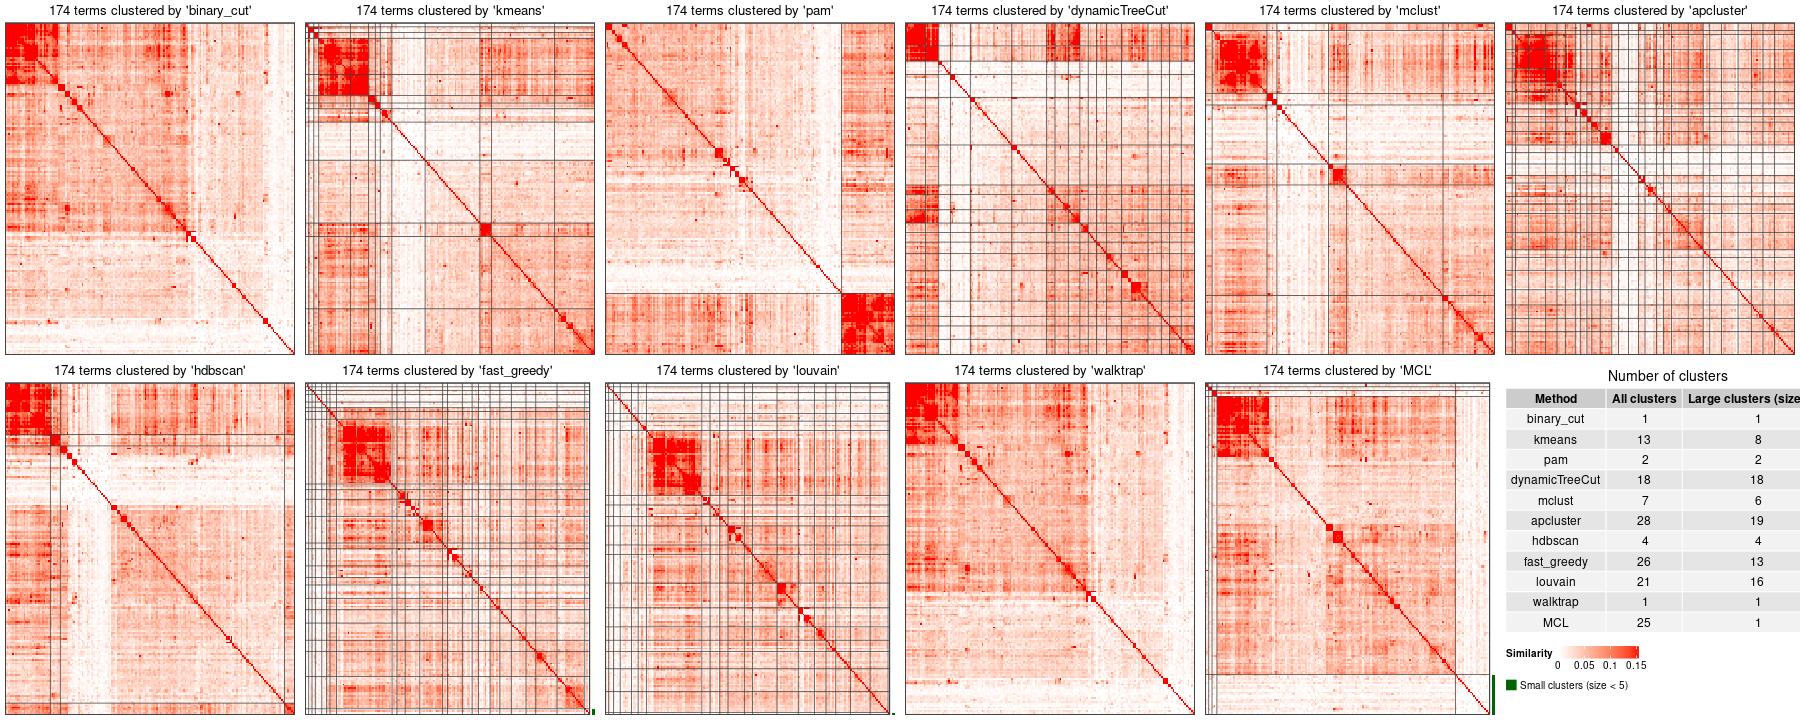 174 terms clustered by 'binary_cut'
174 terms clustered by 'kmeans'
174 terms clustered by 'pam'
174 terms clustered by 'dynamicTreeCut'
174 terms clustered by 'mclust'
174 terms clustered by 'apcluster'
174 terms clustered by 'hdbscan'
174 terms clustered by 'fast_greedy'
174 terms clustered by 'louvain'
174 terms clustered by 'walktrap'
174 terms clustered by 'MCL'
Number of clusters
Method All clusters Large clusters (size
binary_cut 1 1
kmeans 13 8
pam 2 2
dynamicTreeCut 18 18
mclust 7 6
apcluster 28 19
hdbscan 4 4
fast_greedy 26 13
louvain 21 16
walktrap 1 1
MCL 25 1
Similarity
0 0.05 0.1 0.15
Small clusters (size < 5)